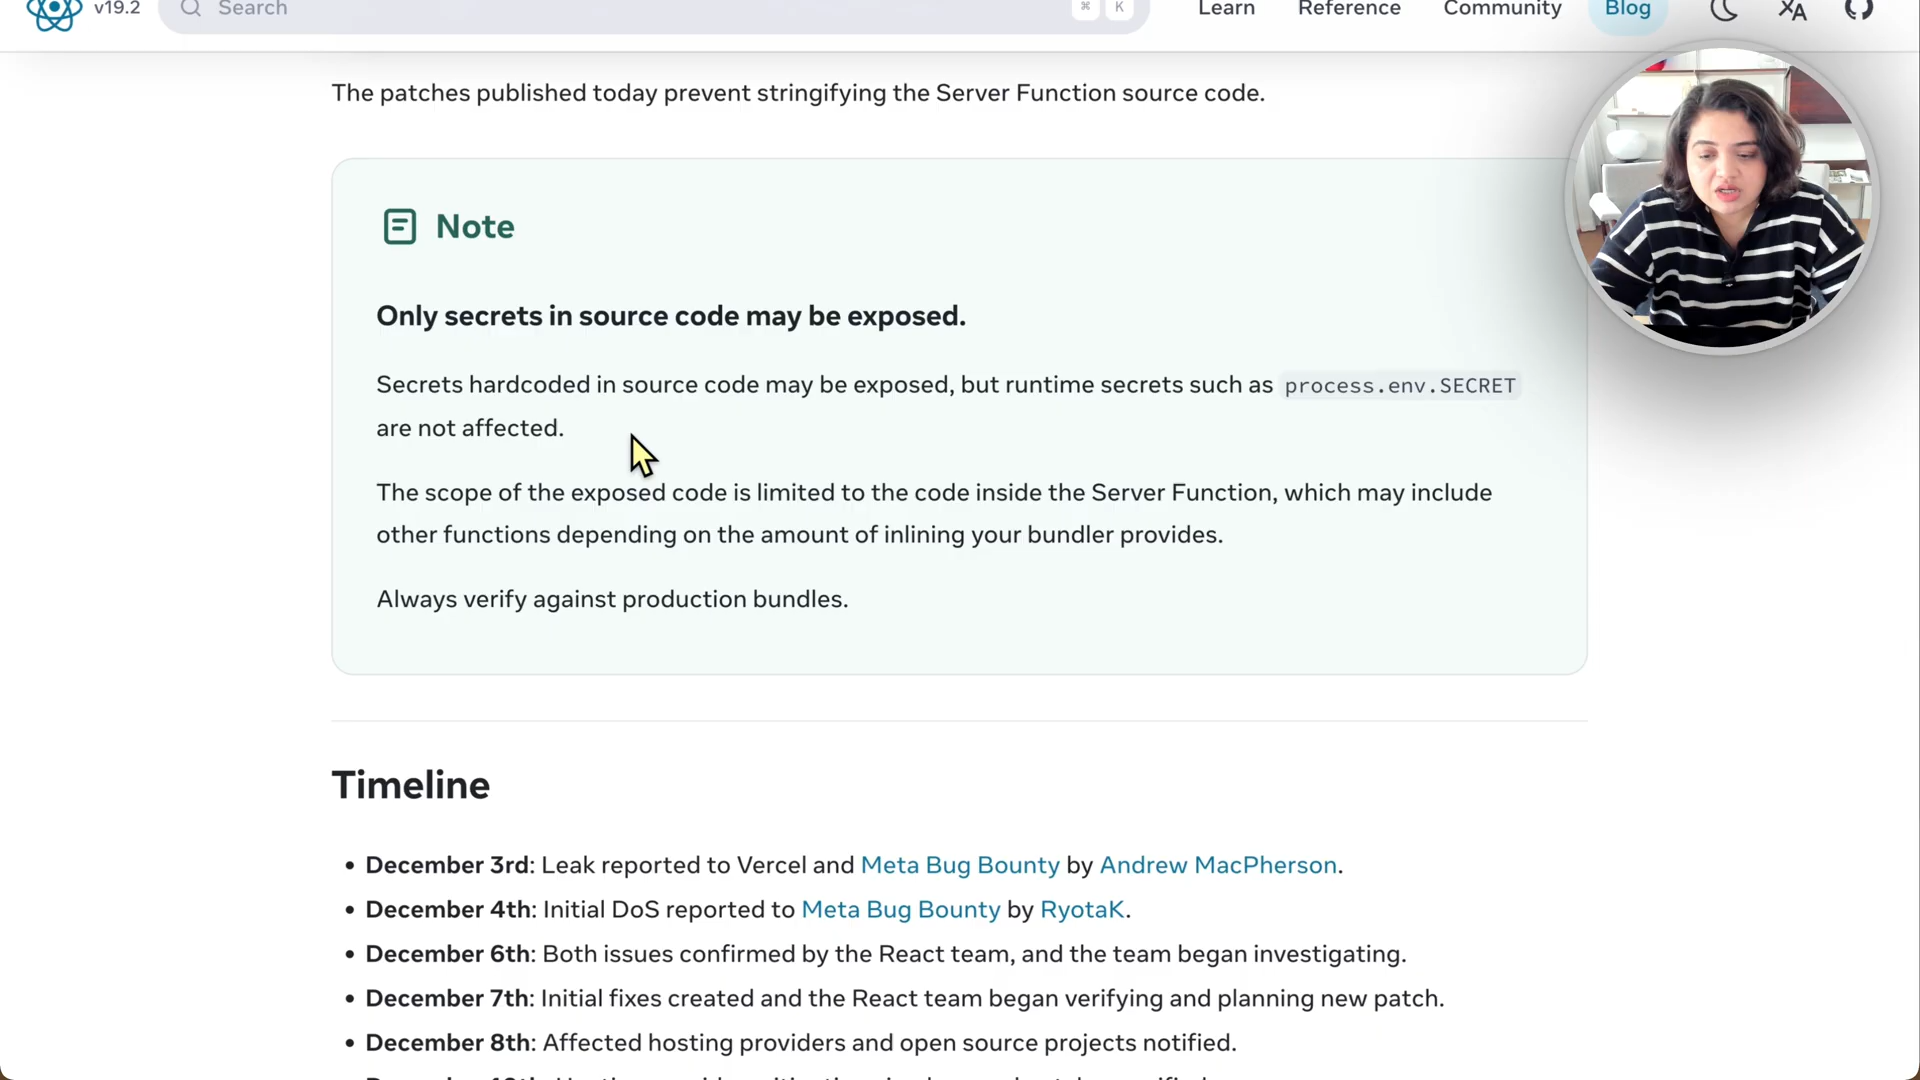 v19.2
Search
⌘ K
Learn
Reference
Community
Blog
The patches published today prevent stringifying the Server Function source code.
Note
Only secrets in source code may be exposed.
Secrets hardcoded in source code may be exposed, but runtime secrets such as process.env.SECRET
are not affected.
The scope of the exposed code is limited to the code inside the Server Function, which may include
other functions depending on the amount of inlining your bundler provides.
Always verify against production bundles.
Timeline
• December 3rd: Leak reported to Vercel and Meta Bug Bounty by Andrew MacPherson.
• December 4th: Initial DoS reported to Meta Bug Bounty by RyotaK.
• December 6th: Both issues confirmed by the React team, and the team began investigating.
• December 7th: Initial fixes created and the React team began verifying and planning new patch.
• December 8th: Affected hosting providers and open source projects notified.